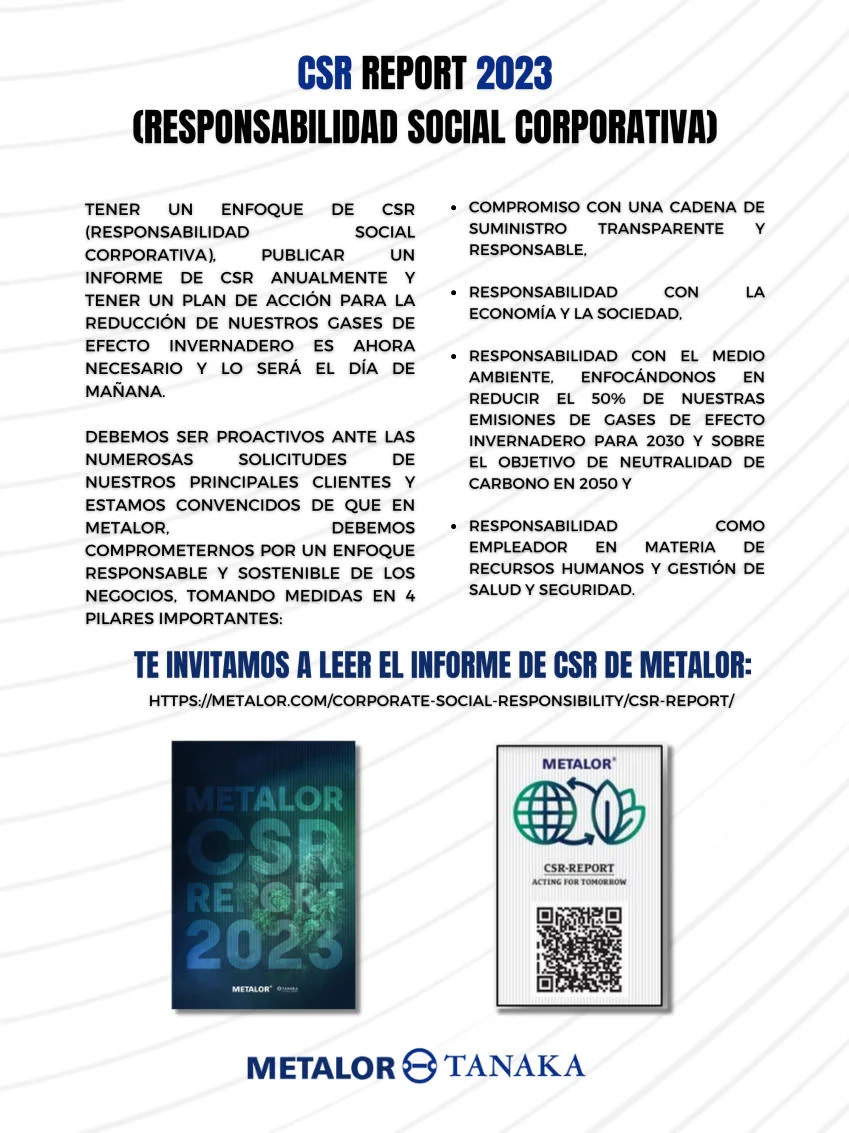 CSR REPORT 2023
(RESPONSABILIDAD SOCIAL CORPORATIVA)
TENER UN ENFOQUE DE CSR
(RESPONSABILIDAD SOCIAL
CORPORATIVA), PUBLICAR UN
INFORME DE CSR ANUALMENTE Y
TENER UN PLAN DE ACCIÓN PARA LA
REDUCCIÓN DE NUESTROS GASES DE
EFECTO INVERNADERO ES AHORA
NECESARIO Y LO SERÁ EL DÍA DE
MAÑANA.
DEBEMOS SER PROACTIVOS ANTE LAS
NUMEROSAS SOLICITUDES DE
NUESTROS PRINCIPALES CLIENTES Y
ESTAMOS CONVENCIDOS DE QUE EN
METALOR, DEBEMOS
COMPROMETERNOS POR UN ENFOQUE
RESPONSABLE Y SOSTENIBLE DE LOS
NEGOCIOS, TOMANDO MEDIDAS EN 4
PILARES IMPORTANTES:
• COMPROMISO CON UNA CADENA DE
SUMINISTRO TRANSPARENTE Y
RESPONSABLE,
• RESPONSABILIDAD CON LA
ECONOMÍA Y LA SOCIEDAD,
• RESPONSABILIDAD CON EL MEDIO
AMBIENTE, ENFOCÁNDONOS EN
REDUCIR EL 50% DE NUESTRAS
EMISIONES DE GASES DE EFECTO
INVERNADERO PARA 2030 Y SOBRE
EL OBJETIVO DE NEUTRALIDAD DE
CARBONO EN 2050 Y
• RESPONSABILIDAD COMO
EMPLEADOR EN MATERIA DE
RECURSOS HUMANOS Y GESTIÓN DE
SALUD Y SEGURIDAD.
TE INVITAMOS A LEER EL INFORME DE CSR DE METALOR:
HTTPS://METALOR.COM/CORPORATE-SOCIAL-RESPONSIBILITY/CSR-REPORT/
METALOR
CSR
REPORT
2023
METALOR® TANAKA
METALOR®
CSR-REPORT
ACTING FOR TOMORROW
METALOR TANAKA